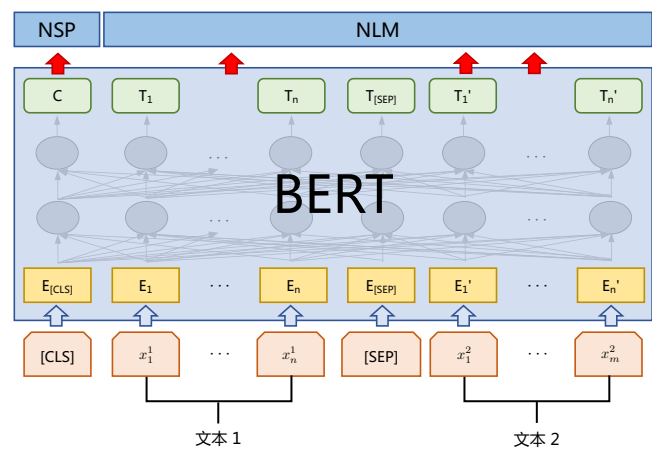 NSP NLM
C T₁ Tₙ T[SEP] T₁' Tₙ'
...  ...
BERT
...  ...
E[CLS] E₁ ... Eₙ E[SEP] E₁' ... Eₙ'
[CLS] x₁¹ ... xₙ¹ [SEP] x₁² ... xₘ²
文本 1 文本 2